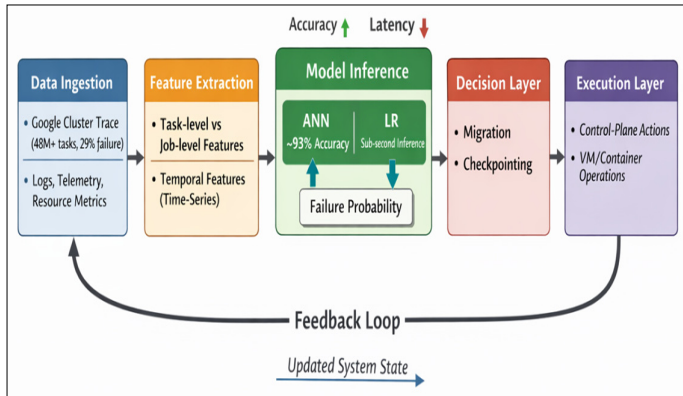 Accuracy Latency
Data Ingestion
• Google Cluster Trace
(48M+ tasks, 29% failure)
• Logs, Telemetry,
Resource Metrics
Feature Extraction
• Task-level vs
Job-level Features
• Temporal Features
(Time-Series)
Model Inference
ANN
~93% Accuracy
LR
Sub-second Inference
Failure Probability
Decision Layer
• Migration
• Checkpointing
Execution Layer
• Control-Plane Actions
• VM/Container
Operations
Feedback Loop
Updated System State